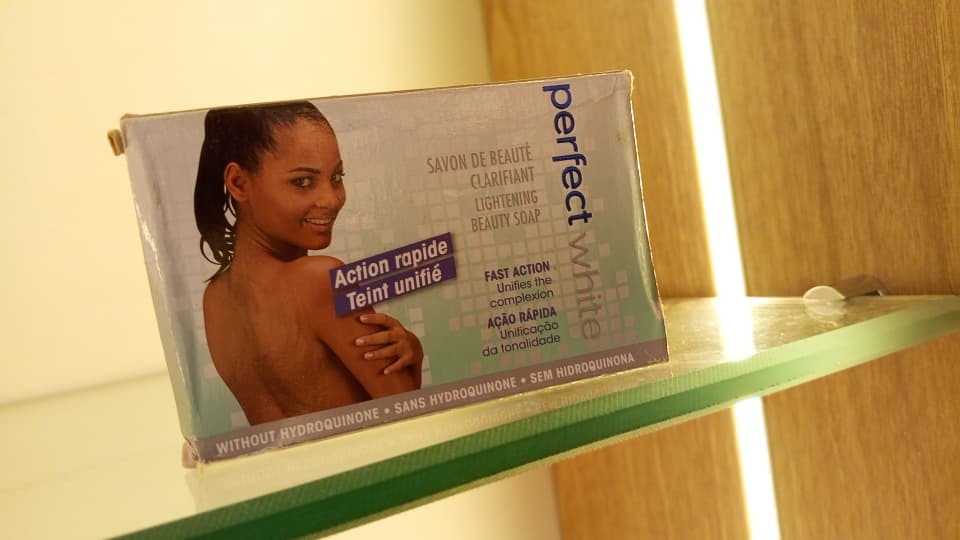 perfect white
SAVON DE BEAUTÉ
CLARIFIANT
LIGHTENING
BEAUTY SOAP
Action rapide
Teint unifié
FAST ACTION
Unifies the
complexion
AÇÃO RÁPIDA
Unificação
da tonalidade
WITHOUT HYDROQUINONE • SANS HYDROQUINONE • SEM HIDROQUINONA